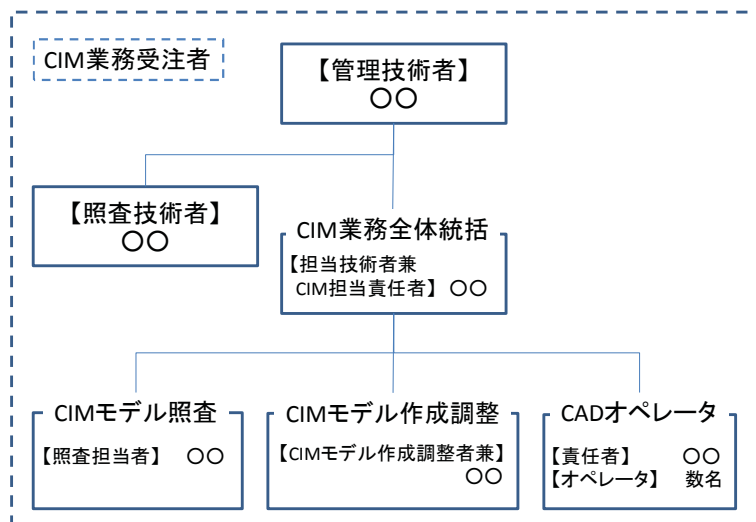 CIM業務受注者
【管理技術者】
〇〇
【照査技術者】
〇〇
CIM業務全体統括
【担当技術者兼
CIM担当責任者】 〇〇
CIMモデル照査
【照査担当者】 〇〇
CIMモデル作成調整
【CIMモデル作成調整者兼】
〇〇
CADオペレータ
【責任者】 〇〇
【オペレータ】 数名